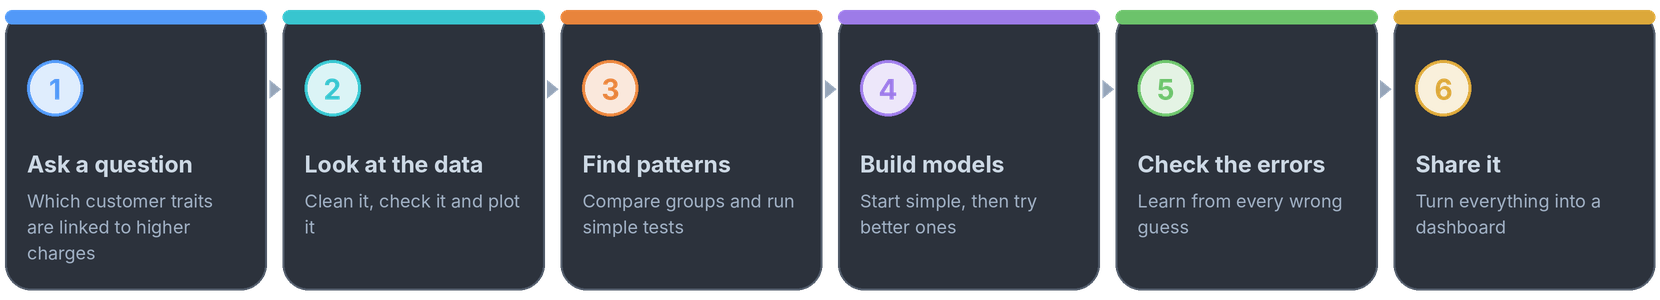 1
Ask a question
Which customer traits
are linked to higher
charges
2
Look at the data
Clean it, check it and plot
it
3
Find patterns
Compare groups and run
simple tests
4
Build models
Start simple, then try
better ones
5
Check the errors
Learn from every wrong
guess
6
Share it
Turn everything into a
dashboard